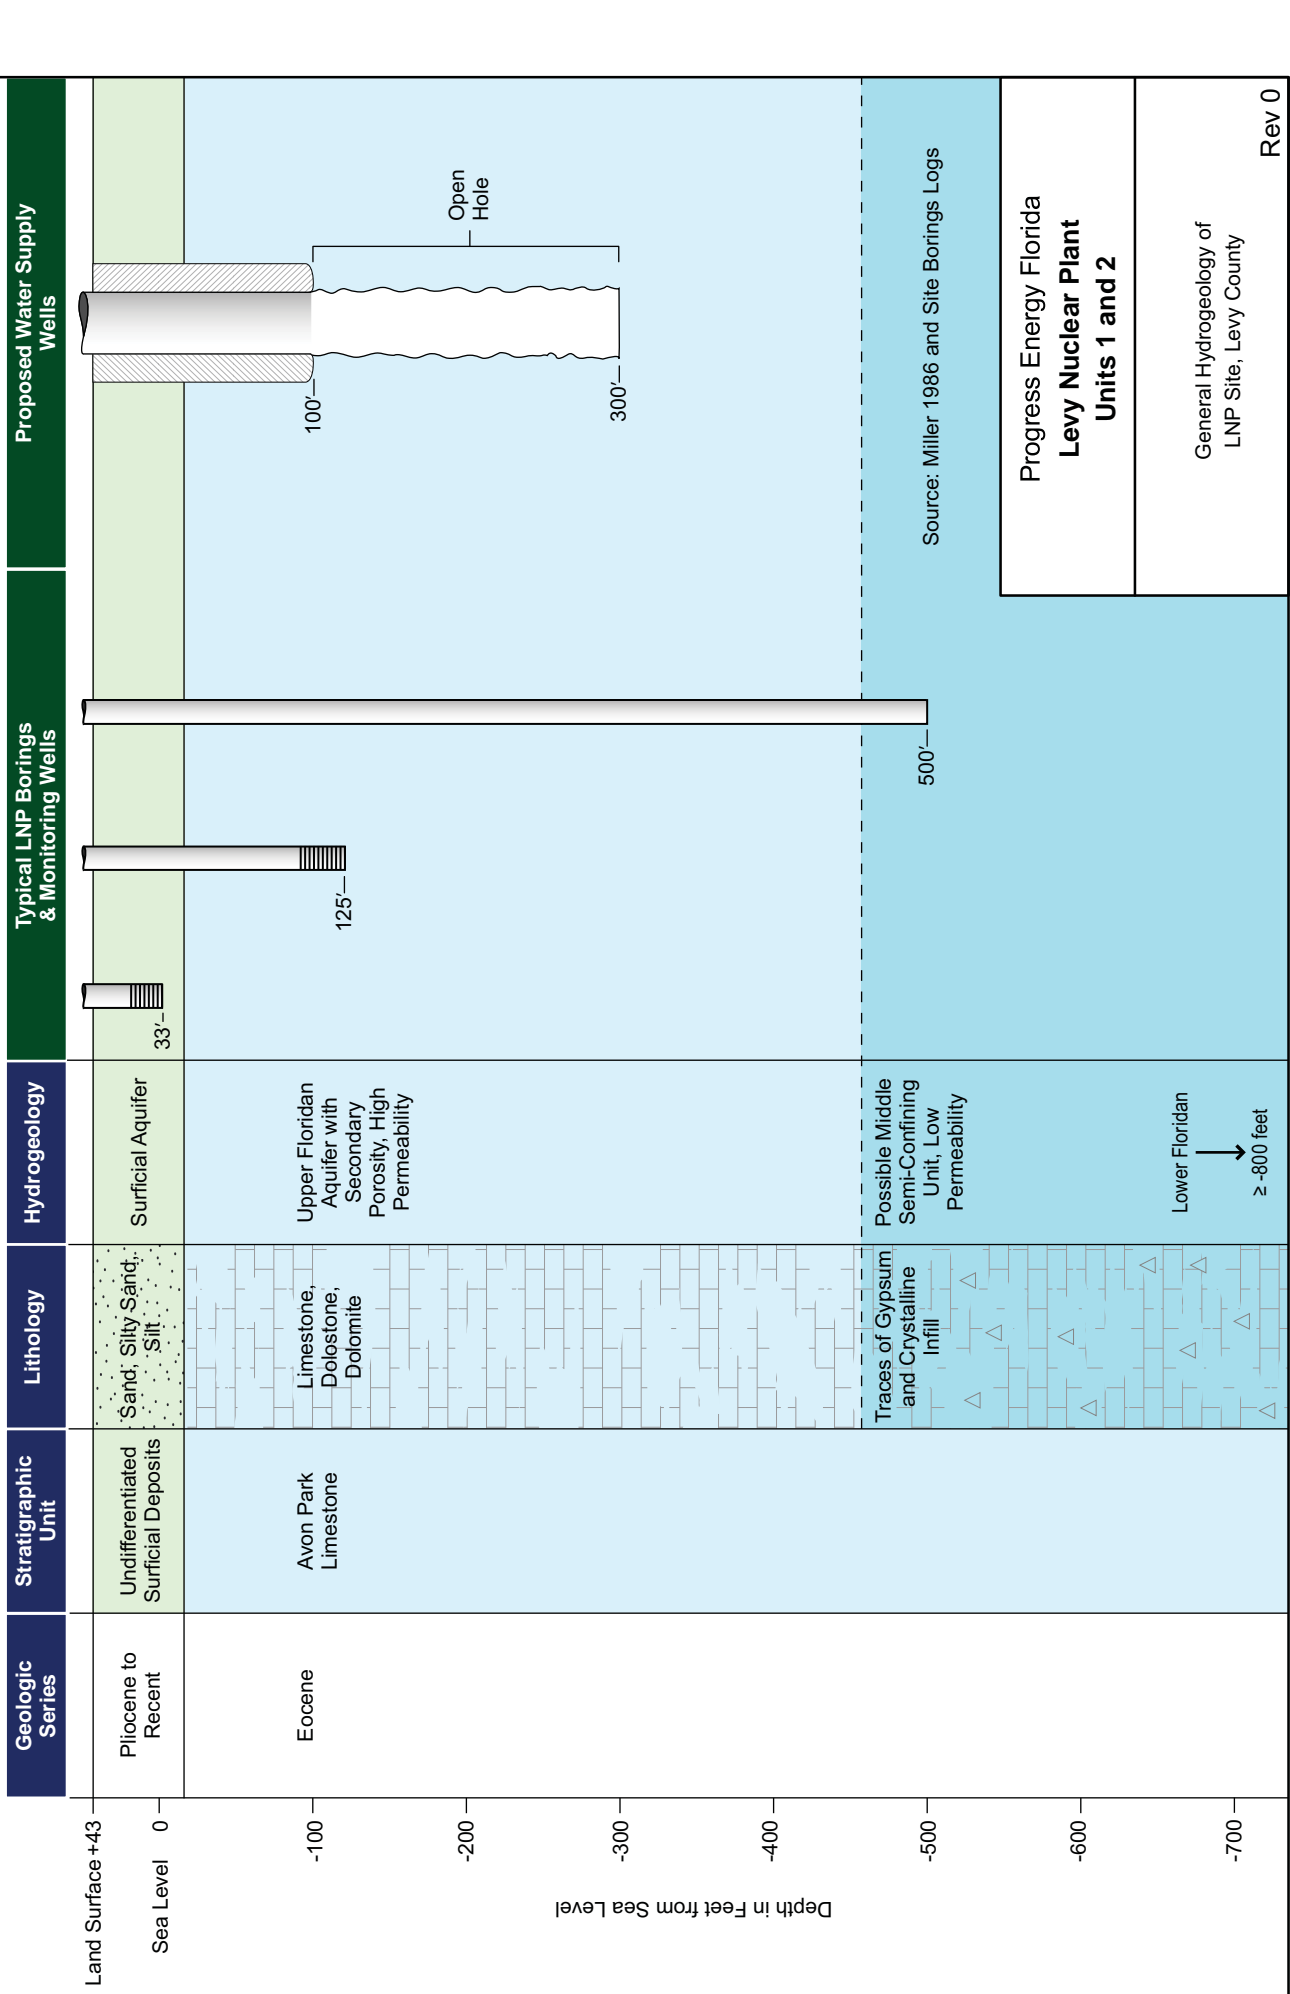 Geologic
Series
Stratigraphic
Unit
Lithology
Hydrogeology
Typical LNP Borings
& Monitoring Wells
Proposed Water Supply
Wells
Land Surface +43
Sea Level 0
-100
-200
-300
-400
-500
-600
-700
Depth in Feet from Sea Level
Pliocene to
Recent
Undifferentiated
Surficial Deposits
Sand, Silty Sand,
Silt
Surficial Aquifer
Eocene
Avon Park
Limestone
Limestone,
Dolostone,
Dolomite
Upper Floridan
Aquifer with
Secondary
Porosity, High
Permeability
Traces of Gypsum
and Crystalline
Infill
Possible Middle
Semi-Confining
Unit, Low
Permeability
Lower Floridan
≥ -800 feet
33′
125′
500′
100′
300′
Open
Hole
Source: Miller 1986 and Site Borings Logs
Progress Energy Florida
Levy Nuclear Plant
Units 1 and 2
General Hydrogeology of
LNP Site, Levy County
Rev 0